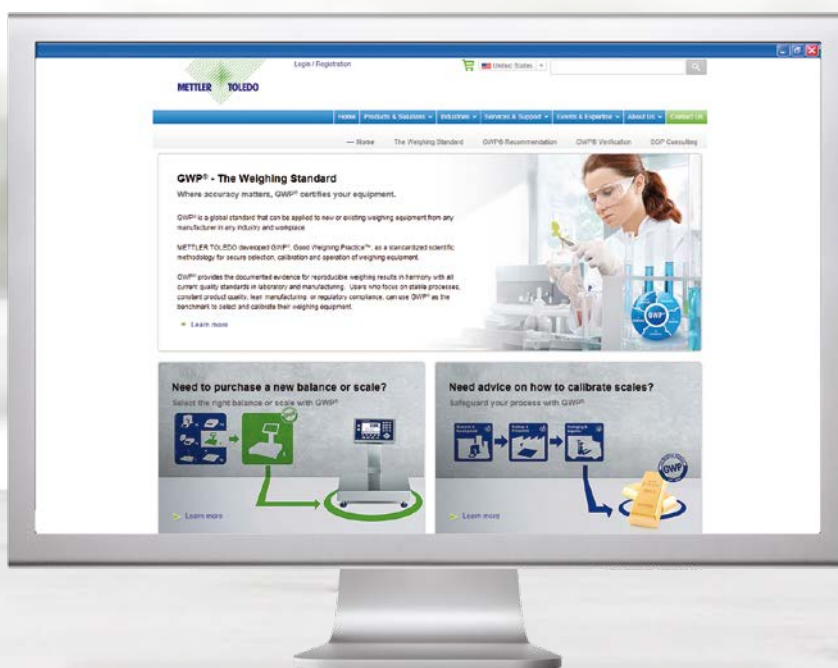 Login / Registration
United States
METTLER TOLEDO
Home Products & Solutions Industries Services & Support Events & Expertise About Us Contact Us
— Home The Weighing Standard GWP® Recommendation GWP® Verification GGP Consulting
GWP® - The Weighing Standard
Where accuracy matters, GWP® certifies your equipment.
GWP® is a global standard that can be applied to new or existing weighing equipment from any
manufacturer in any industry and workplace
METTLER TOLEDO developed GWP®, Good Weighing Practice™, as a standardized scientific
methodology for secure selection, calibration and operation of weighing equipment.
GWP® provides the documented evidence for reproducible weighing results in harmony with all
current quality standards in laboratory and manufacturing. Users who focus on stable processes,
constant product quality, lean manufacturing, or regulatory compliance, can use GWP® as the
benchmark to select and calibrate their weighing equipment.
Learn more
GWP®
Need to purchase a new balance or scale?
Select the right balance or scale with GWP®
Learn more
Need advice on how to calibrate scales?
Safeguard your process with GWP®
GWP®
Learn more